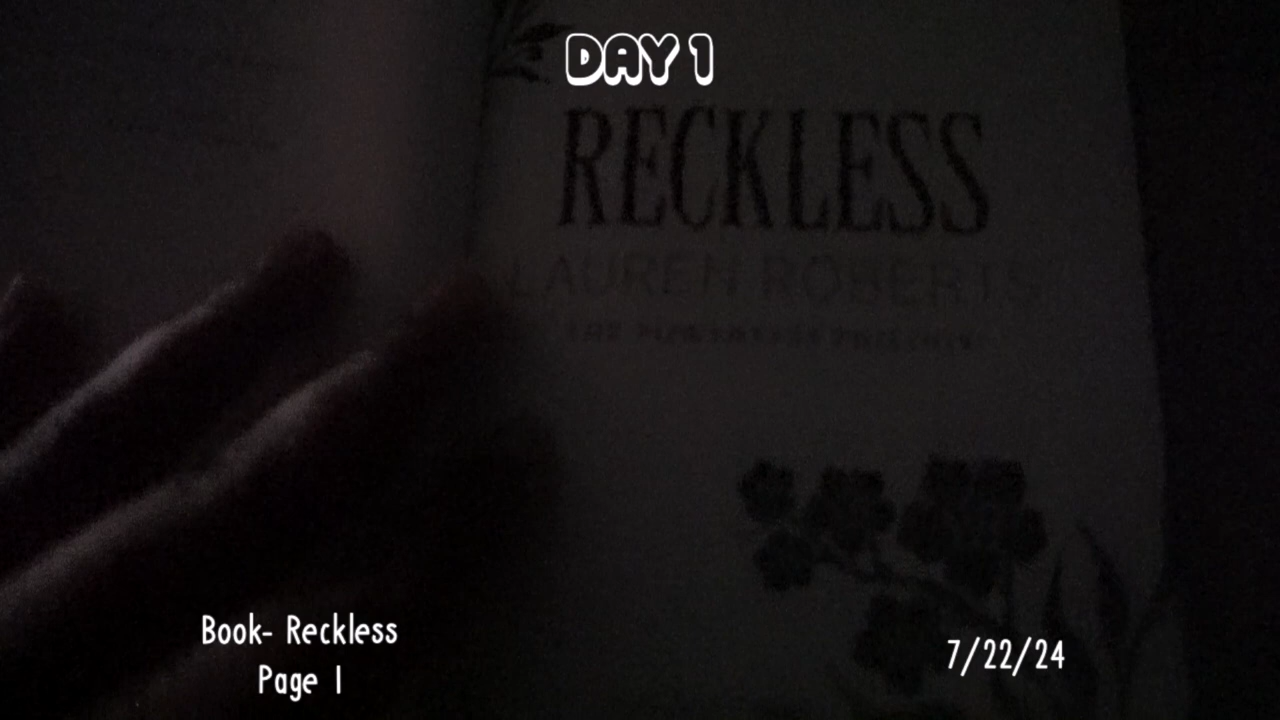 DAY 1
RECKLESS
LAUREN ROBERTS
Book- Reckless
Page 1
7/22/24